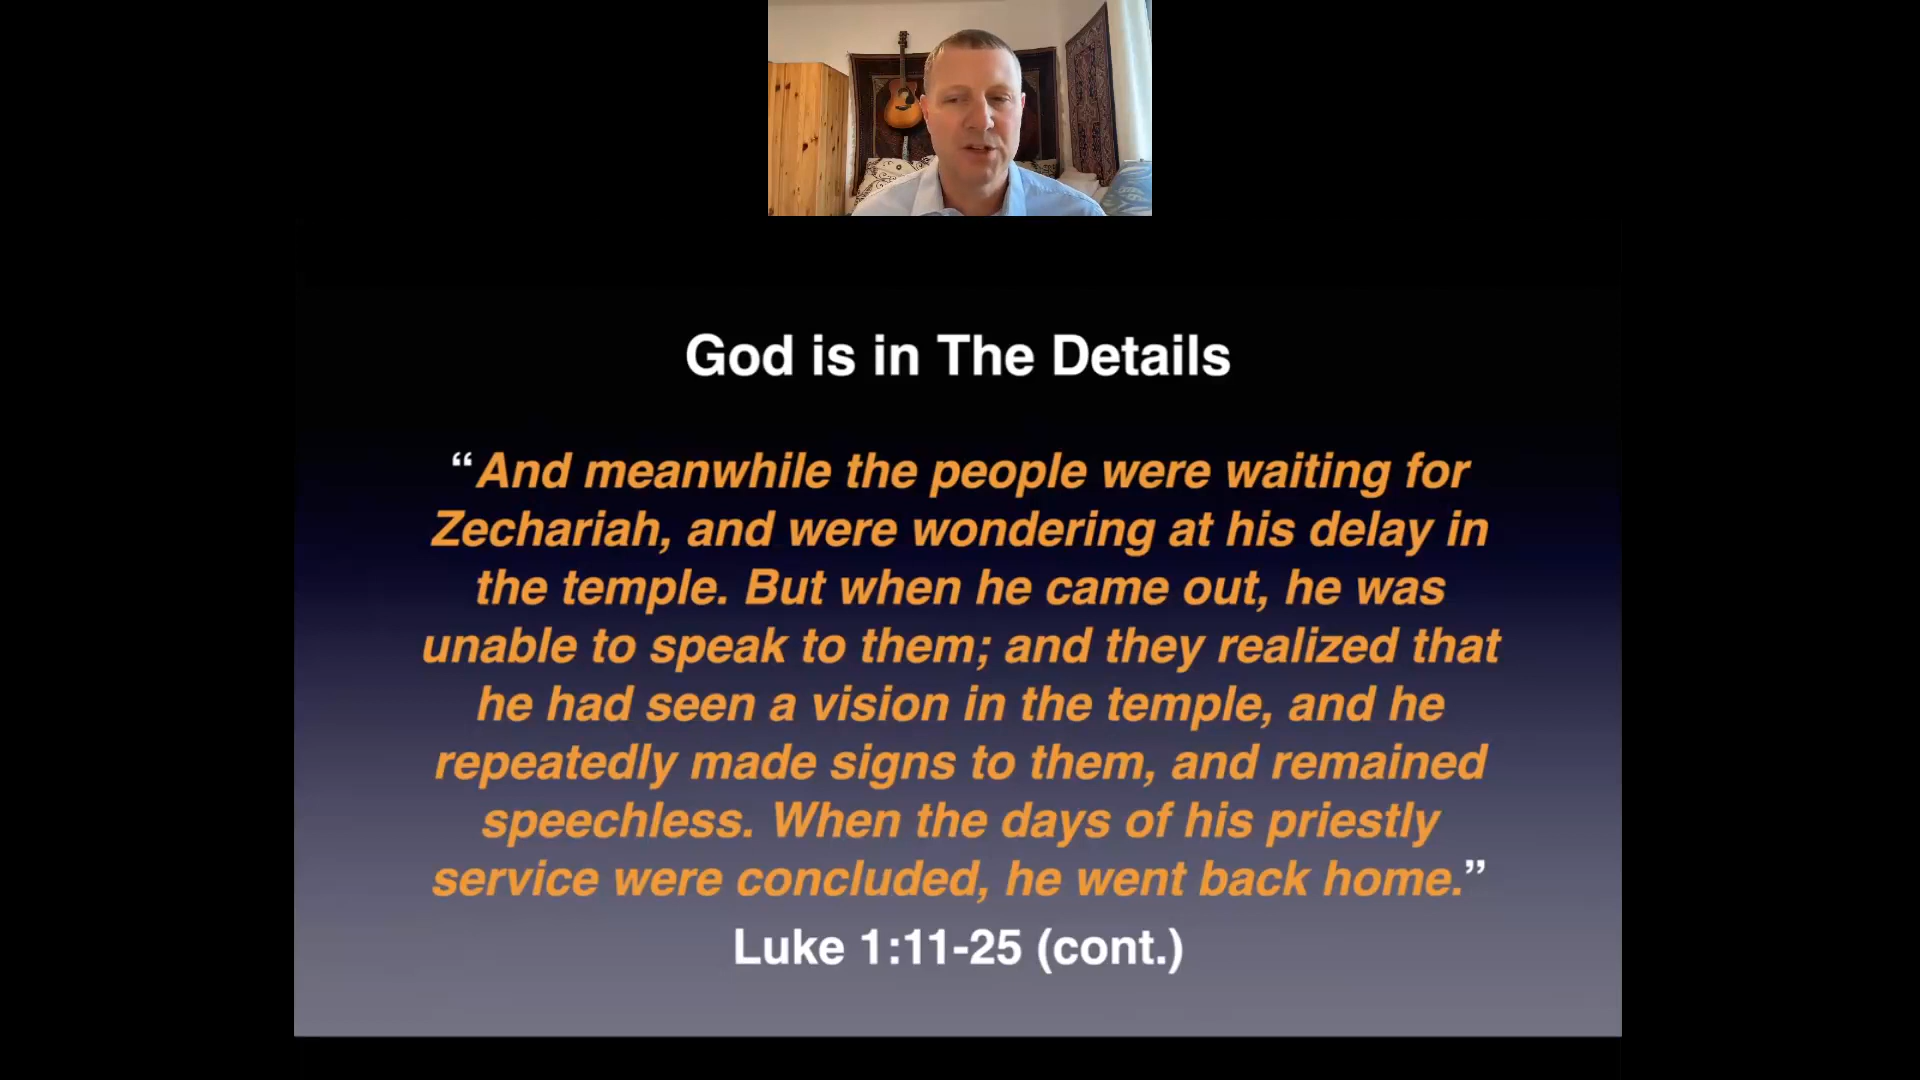 God is in The Details
“And meanwhile the people were waiting for
Zechariah, and were wondering at his delay in
the temple. But when he came out, he was
unable to speak to them; and they realized that
he had seen a vision in the temple, and he
repeatedly made signs to them, and remained
speechless. When the days of his priestly
service were concluded, he went back home.”
Luke 1:11-25 (cont.)